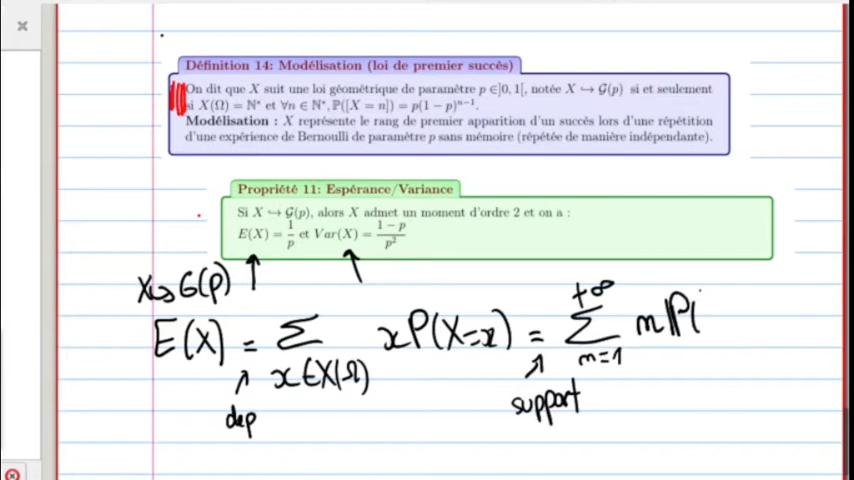 Définition 14: Modélisation (loi de premier succès)
On dit que X suit une loi géométrique de paramètre p ∈]0, 1[, notée X ↪ 𝒢(p) si et seulement
si X(Ω) = ℕ* et ∀n ∈ ℕ*, ℙ([X = n]) = p(1 − p)ⁿ⁻¹.
Modélisation : X représente le rang de premier apparition d'un succès lors d'une répétition
d'une expérience de Bernoulli de paramètre p sans mémoire (répétée de manière indépendante).
Propriété 11: Espérance/Variance
Si X ↪ 𝒢(p), alors X admet un moment d'ordre 2 et on a :
E(X) = 1/p et Var(X) = (1 − p)/p²
X↪G(p)
E(X) = Σ x∈X(Ω) xP(X=x) = Σ n=1 +∞ nP(
dep support